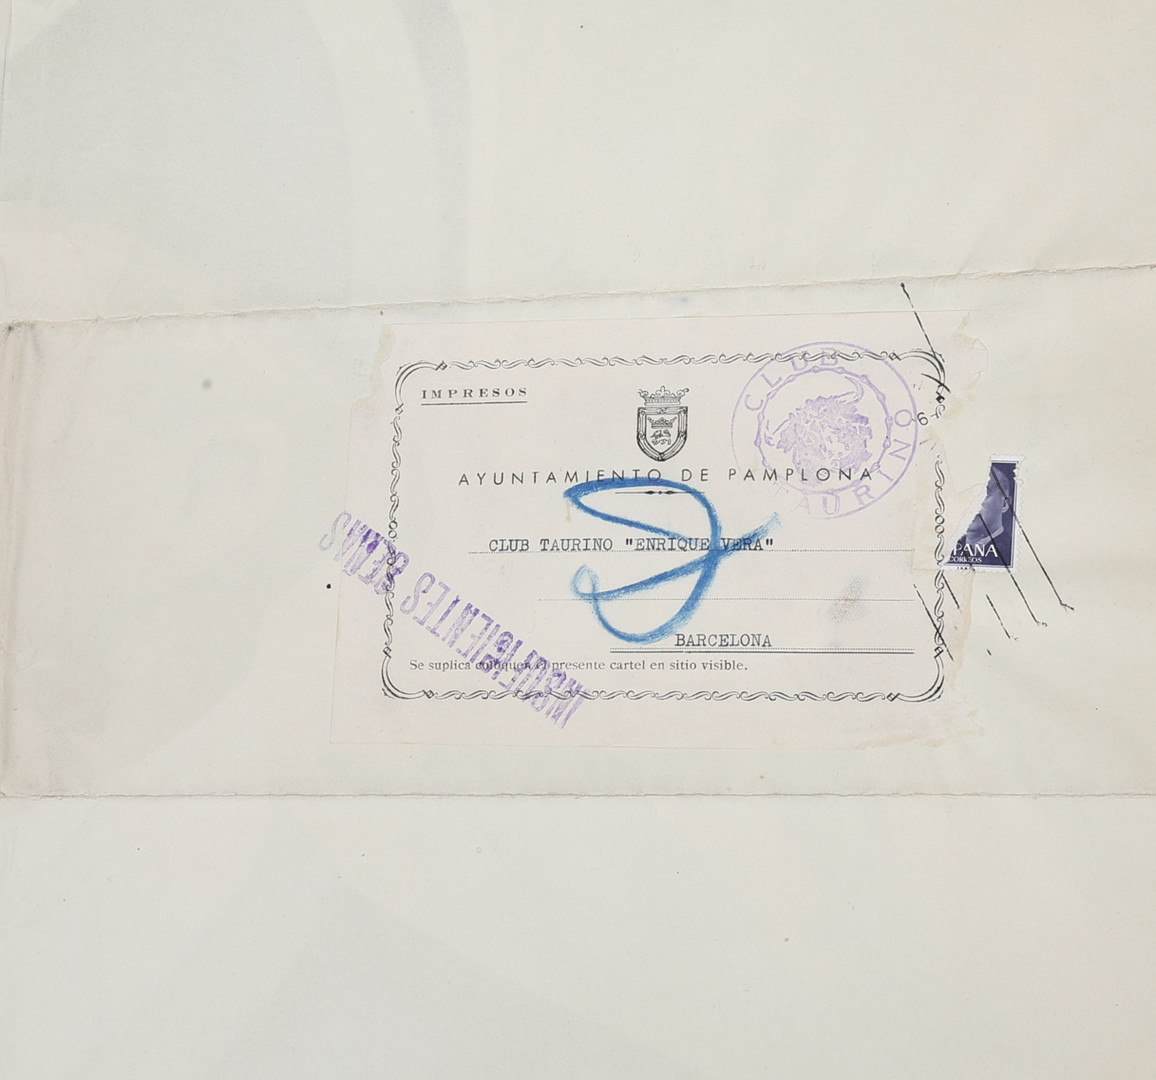 IMPRESOS
CLUB
TAURINO
AYUNTAMIENTO DE PAMPLONA
CLUB TAURINO "ENRIQUE VERA"
BARCELONA
Se suplica coloquen el presente cartel en sitio visible.
INSUFICIENTES SEÑAS
PANA
CORREOS